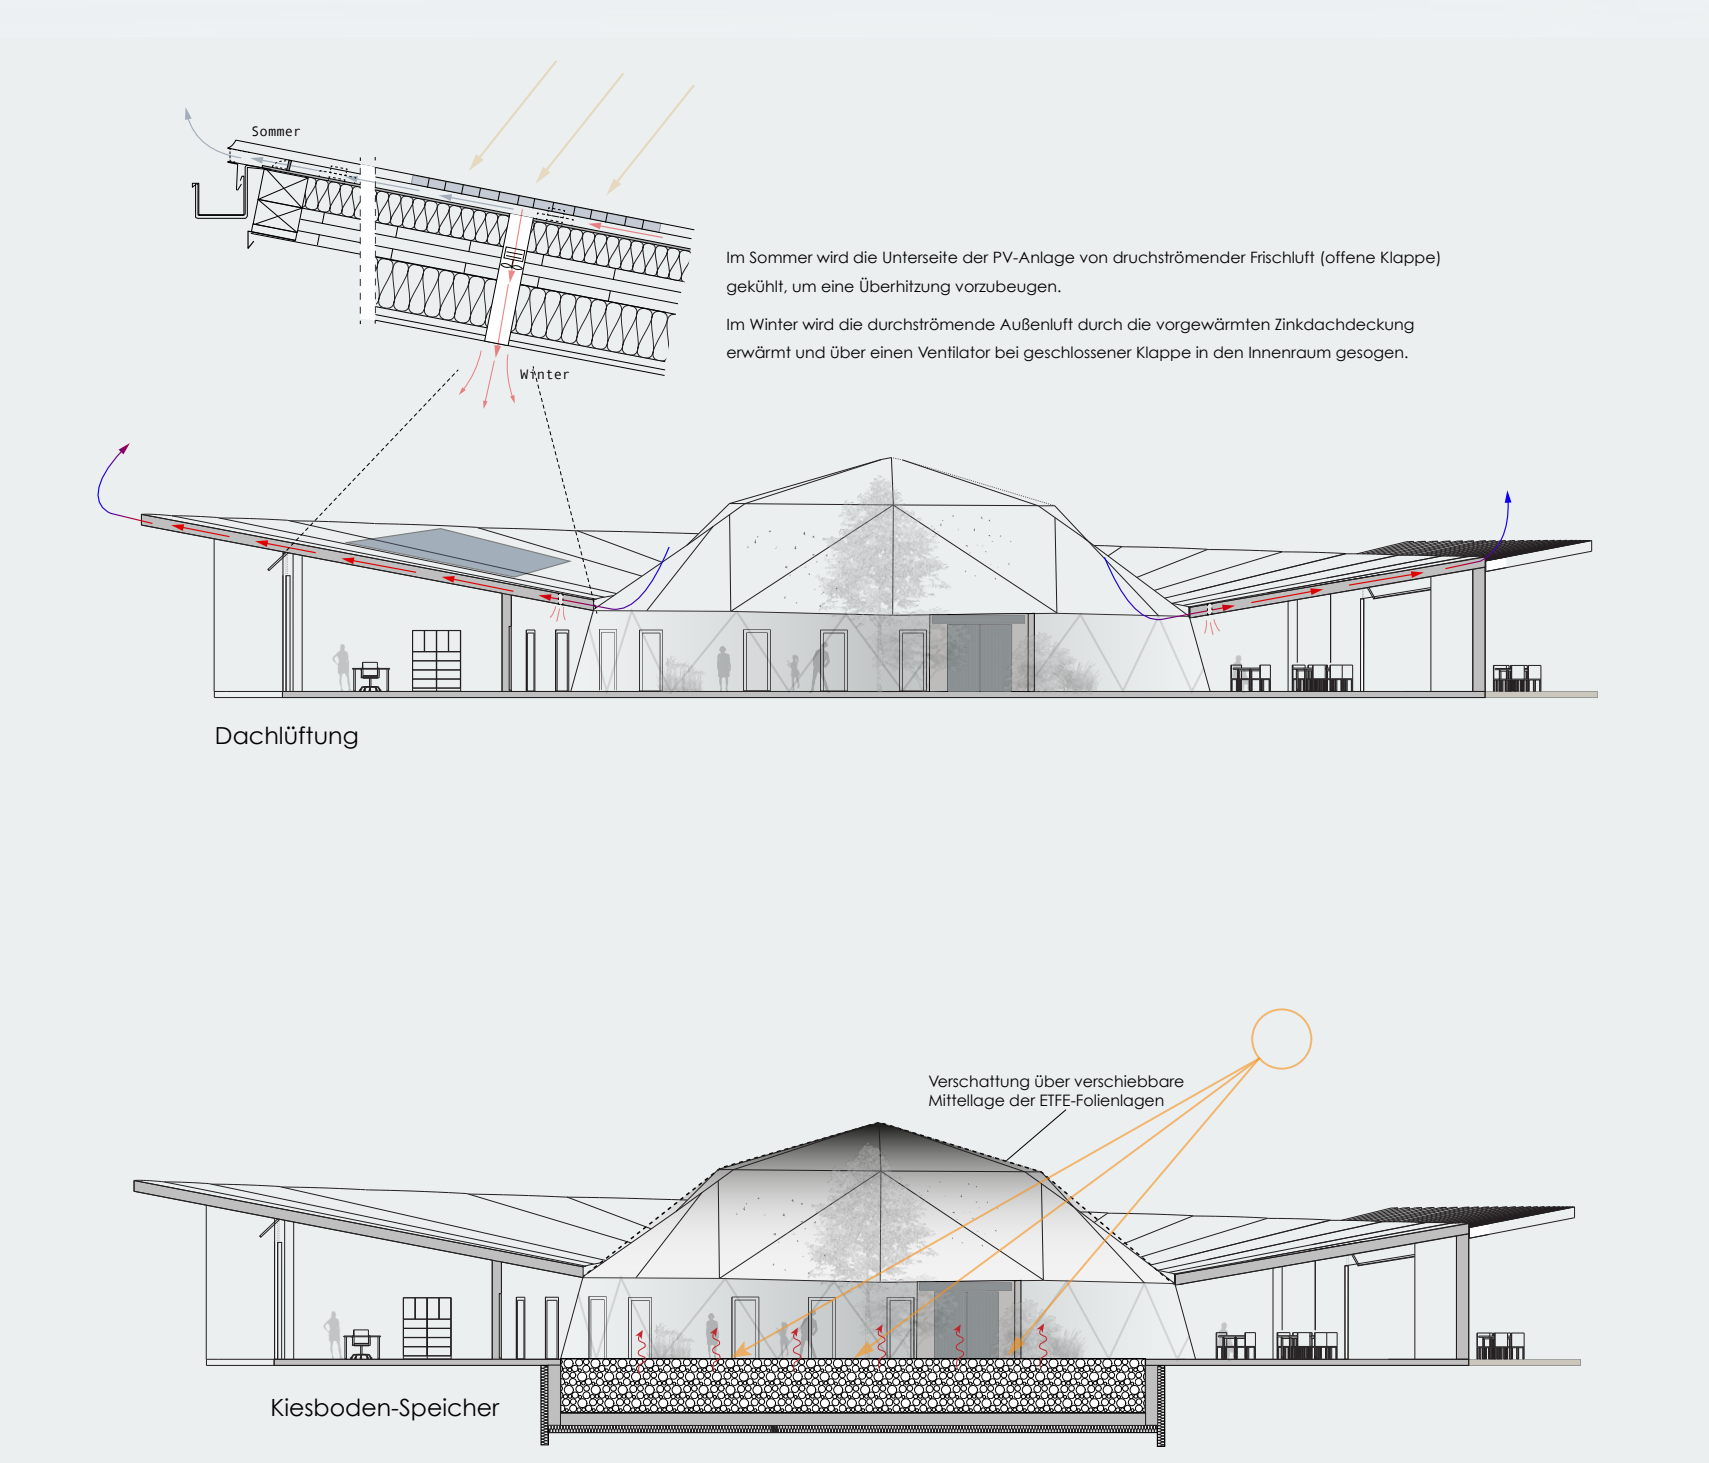 Sommer
Im Sommer wird die Unterseite der PV-Anlage von druchströmender Frischluft (offene Klappe)
gekühlt, um eine Überhitzung vorzubeugen.
Im Winter wird die durchströmende Außenluft durch die vorgewärmten Zinkdachdeckung
erwärmt und über einen Ventilator bei geschlossener Klappe in den Innenraum gesogen.
Winter
Dachlüftung
Verschattung über verschiebbare
Mittellage der ETFE-Folienlagen
Kiesboden-Speicher